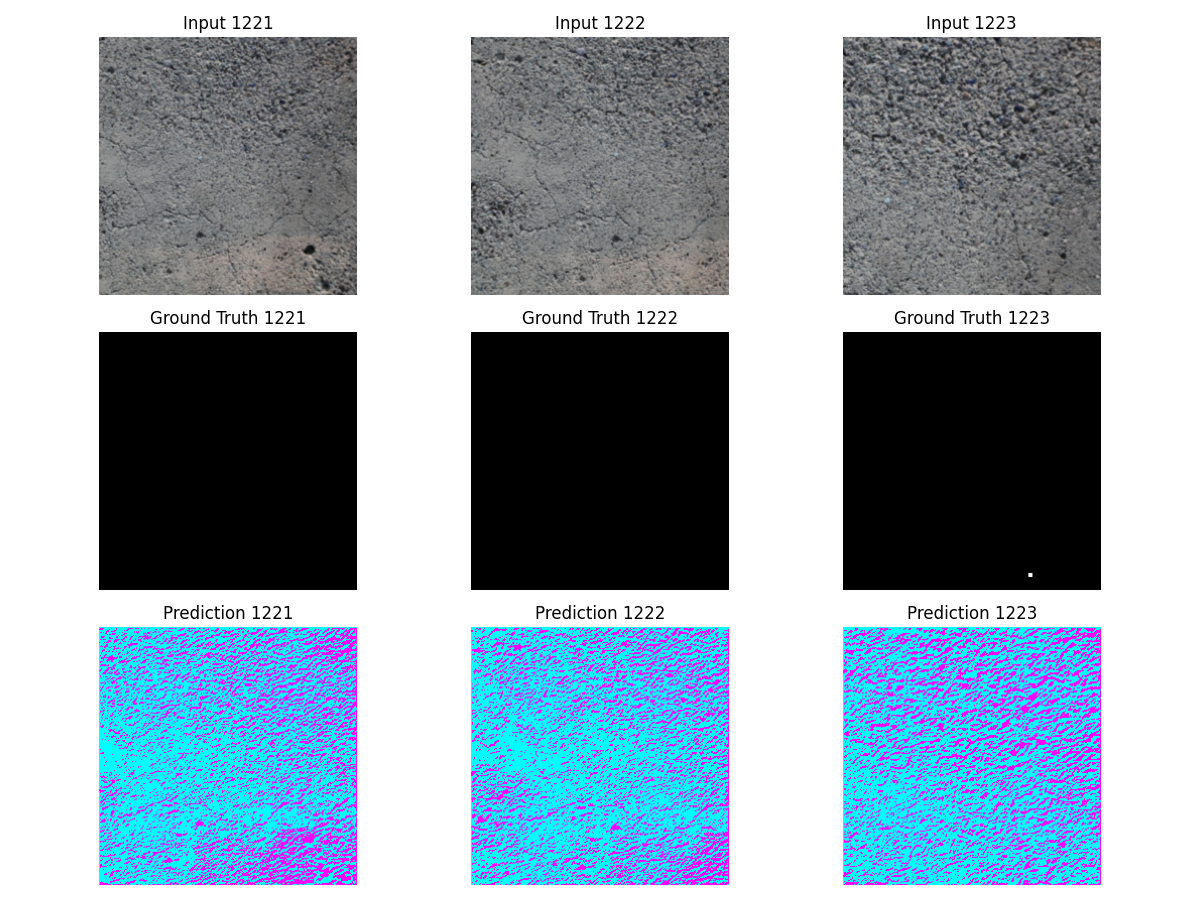 Input 1221
Input 1222
Input 1223
Ground Truth 1221
Ground Truth 1222
Ground Truth 1223
Prediction 1221
Prediction 1222
Prediction 1223